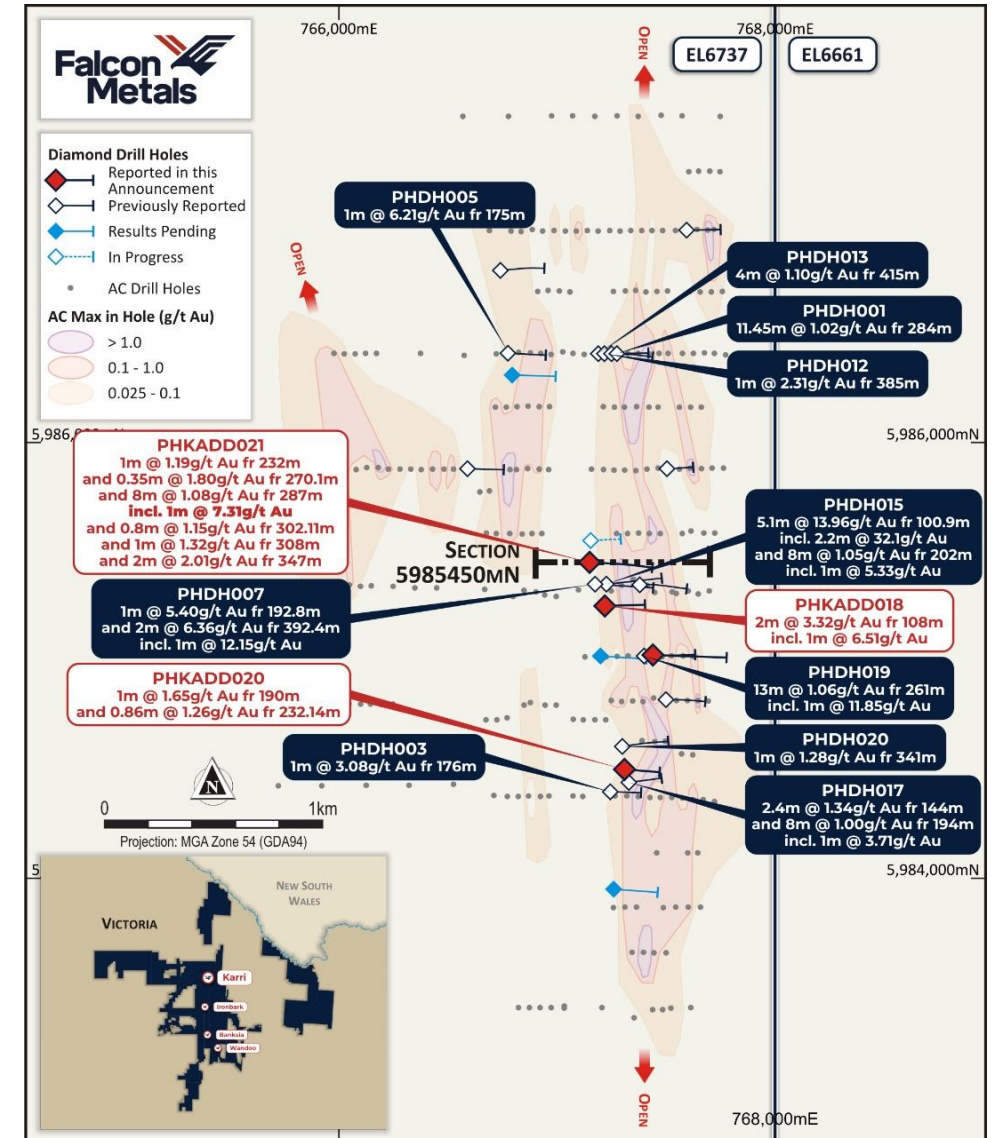 766,000mE
768,000mE
OPEN
EL6737
EL6661
Falcon
Metals
Diamond Drill Holes
Reported in this
Announcement
Previously Reported
Results Pending
In Progress
AC Drill Holes
AC Max in Hole (g/t Au)
> 1.0
0.1 - 1.0
0.025 - 0.1
PHDH005
1m @ 6.21g/t Au fr 175m
OPEN
PHDH013
4m @ 1.10g/t Au fr 415m
PHDH001
11.45m @ 1.02g/t Au fr 284m
PHDH012
1m @ 2.31g/t Au fr 385m
5,986,
5,986,000mN
PHKADD021
1m @ 1.19g/t Au fr 232m
and 0.35m @ 1.80g/t Au fr 270.1m
and 8m @ 1.08g/t Au fr 287m
incl. 1m @ 7.31g/t Au
and 0.8m @ 1.15g/t Au fr 302.11m
and 1m @ 1.32g/t Au fr 308m
and 2m @ 2.01g/t Au fr 347m
SECTION
5985450MN
PHDH015
5.1m @ 13.96g/t Au fr 100.9m
incl. 2.2m @ 32.1g/t Au
and 8m @ 1.05g/t Au fr 202m
incl. 1m @ 5.33g/t Au
PHDH007
1m @ 5.40g/t Au fr 192.8m
and 2m @ 6.36g/t Au fr 392.4m
incl. 1m @ 12.15g/t Au
PHKADD018
2m @ 3.32g/t Au fr 108m
incl. 1m @ 6.51g/t Au
PHKADD020
1m @ 1.65g/t Au fr 190m
and 0.86m @ 1.26g/t Au fr 232.14m
PHDH019
13m @ 1.06g/t Au fr 261m
incl. 1m @ 11.85g/t Au
PHDH003
1m @ 3.08g/t Au fr 176m
PHDH020
1m @ 1.28g/t Au fr 341m
PHDH017
2.4m @ 1.34g/t Au fr 144m
and 8m @ 1.00g/t Au fr 194m
incl. 1m @ 3.71g/t Au
N
0
1km
Projection: MGA Zone 54 (GDA94)
5
5,984,000mN
NEW SOUTH
WALES
VICTORIA
Karri
Ironbark
Banksia
Wandoo
OPEN
768,000mE